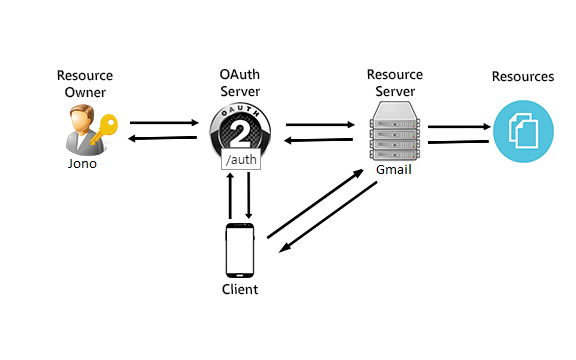 Resource
Owner
OAuth
Server
Resource
Server
Resources
OAUTH
2
/auth
Jono
Gmail
Client